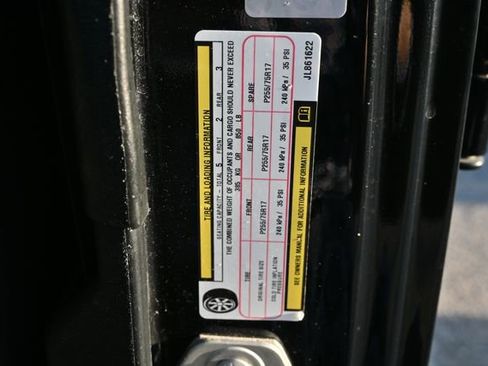 TIRE AND LOADING INFORMATION
SEATING CAPACITY - TOTAL 5 FRONT 2 REAR 3
THE COMBINED WEIGHT OF OCCUPANTS AND CARGO SHOULD NEVER EXCEED
385 KG OR 850 LB
TIRE FRONT REAR SPARE
ORIGINAL TIRE SIZE P255/75R17 P255/75R17 P255/75R17
COLD TIRE INFLATION PRESSURE 240 kPa / 35 PSI 240 kPa / 35 PSI 240 kPa / 35 PSI
SEE OWNERS MANUAL FOR ADDITIONAL INFORMATION
JL861622